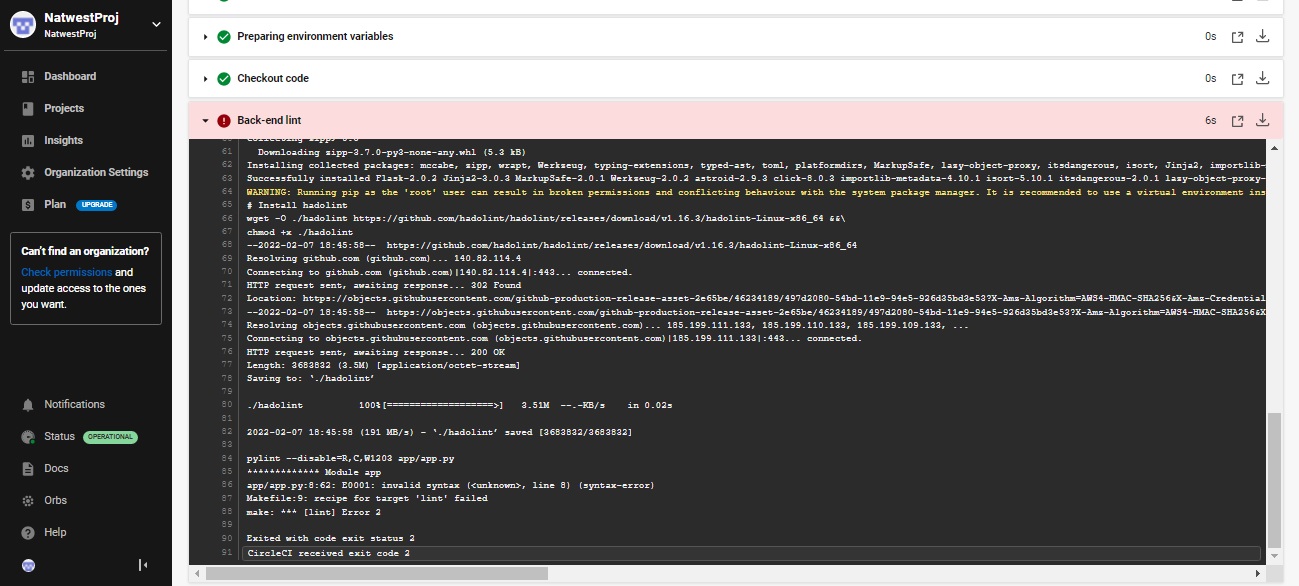 NatwestProj
NatwestProj
Dashboard
Projects
Insights
Organization Settings
Plan UPGRADE
Can't find an organization?
Check permissions and
update access to the ones
you want.
Notifications
Status OPERATIONAL
Docs
Orbs
Help
Preparing environment variables 0s
Checkout code 0s
Back-end lint 6s
61 Downloading zipp-3.7.0-py3-none-any.whl (5.3 kB)
62 Installing collected packages: mccabe, zipp, wrapt, Werkzeug, typing-extensions, typed-ast, toml, platformdirs, MarkupSafe, lazy-object-proxy, itsdangerous, isort, Jinja2, importlib-
63 Successfully installed Flask-2.0.2 Jinja2-3.0.3 MarkupSafe-2.0.1 Werkzeug-2.0.2 astroid-2.9.3 click-8.0.3 importlib-metadata-4.10.1 isort-5.10.1 itsdangerous-2.0.1 lazy-object-proxy-
64 WARNING: Running pip as the 'root' user can result in broken permissions and conflicting behaviour with the system package manager. It is recommended to use a virtual environment ins
65 # Install hadolint
66 wget -O ./hadolint https://github.com/hadolint/hadolint/releases/download/v1.16.3/hadolint-Linux-x86_64 &&\
67 chmod +x ./hadolint
68 --2022-02-07 18:45:58-- https://github.com/hadolint/hadolint/releases/download/v1.16.3/hadolint-Linux-x86_64
69 Resolving github.com (github.com)... 140.82.114.4
70 Connecting to github.com (github.com)|140.82.114.4|:443... connected.
71 HTTP request sent, awaiting response... 302 Found
72 Location: https://objects.githubusercontent.com/github-production-release-asset-2e65be/46234189/497d2080-54bd-11e9-94e5-926d35bd3e53?X-Amz-Algorithm=AWS4-HMAC-SHA256&X-Amz-Credential
73 --2022-02-07 18:45:58-- https://objects.githubusercontent.com/github-production-release-asset-2e65be/46234189/497d2080-54bd-11e9-94e5-926d35bd3e53?X-Amz-Algorithm=AWS4-HMAC-SHA256&X
74 Resolving objects.githubusercontent.com (objects.githubusercontent.com)... 185.199.111.133, 185.199.110.133, 185.199.109.133, ...
75 Connecting to objects.githubusercontent.com (objects.githubusercontent.com)|185.199.111.133|:443... connected.
76 HTTP request sent, awaiting response... 200 OK
77 Length: 3683832 (3.5M) [application/octet-stream]
78 Saving to: ‘./hadolint’
79
80 ./hadolint 100%[===================>] 3.51M --.-KB/s in 0.02s
81
82 2022-02-07 18:45:58 (191 MB/s) - ‘./hadolint’ saved [3683832/3683832]
83
84 pylint --disable=R,C,W1203 app/app.py
85 ************* Module app
86 app/app.py:8:62: E0001: invalid syntax (<unknown>, line 8) (syntax-error)
87 Makefile:9: recipe for target 'lint' failed
88 make: *** [lint] Error 2
89
90 Exited with code exit status 2
91 CircleCI received exit code 2